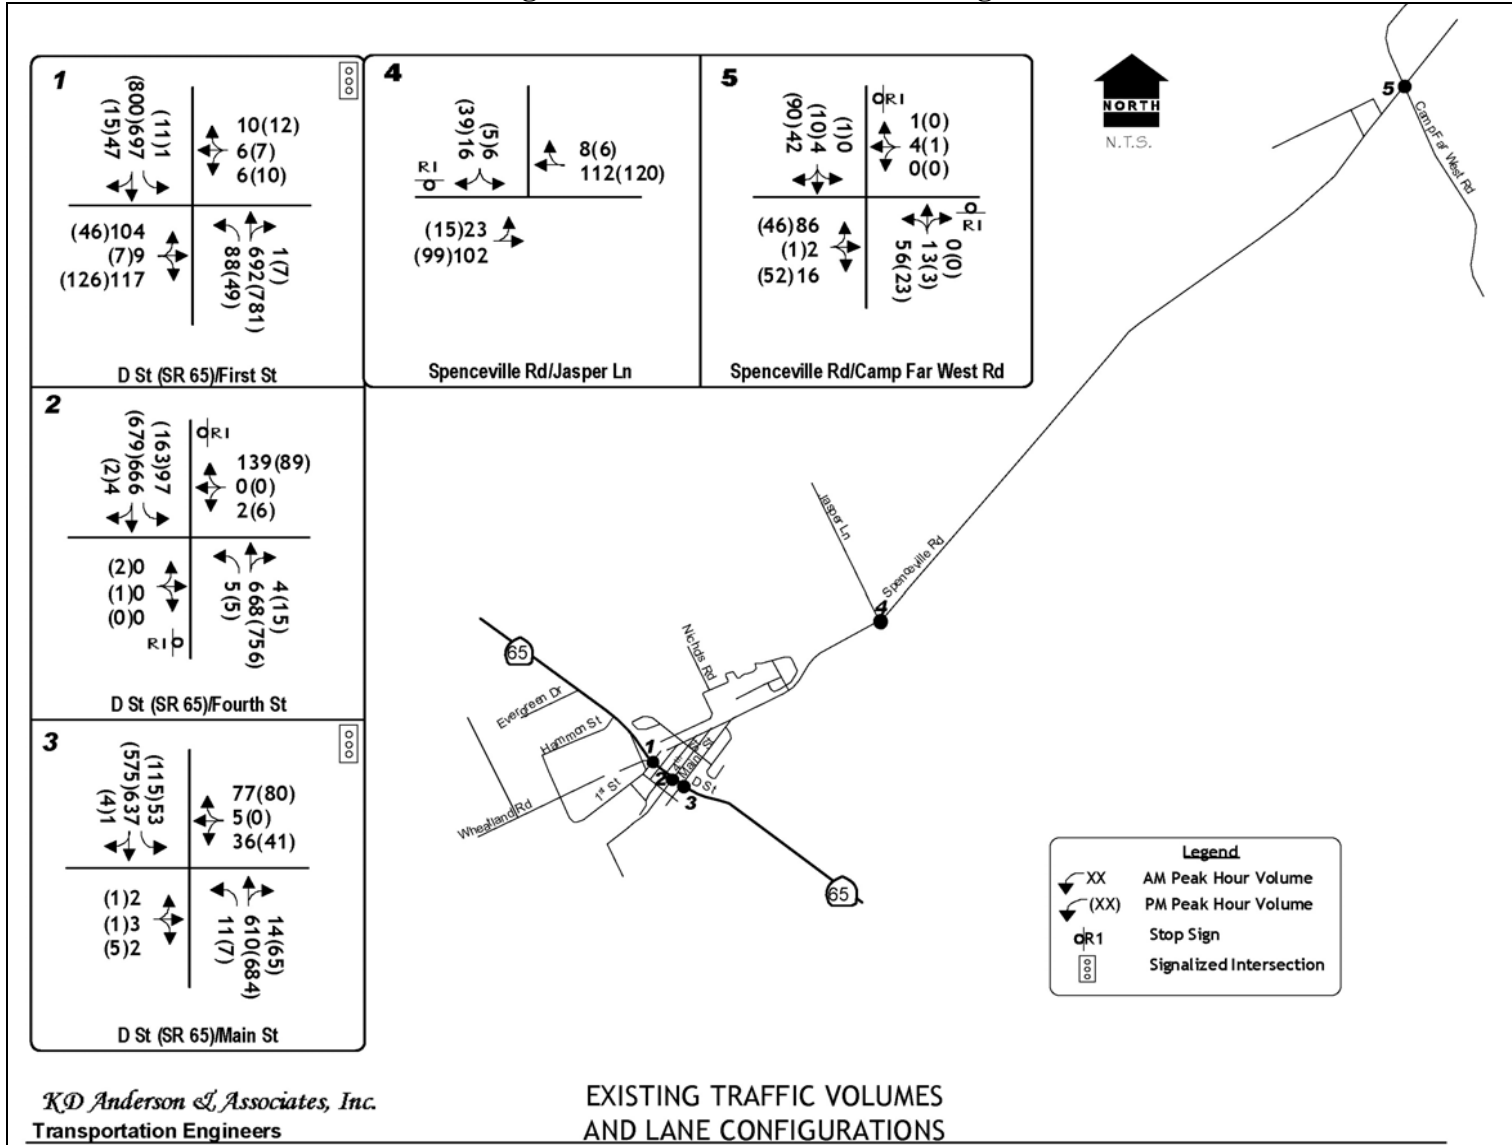 1
(15)47
(800)697
(11)1
10(12)
6(7)
6(10)
(46)104
(7)9
(126)117
88(49)
692(781)
1(7)
D St (SR 65)/First St
4
(39)16
(5)6
R1
8(6)
112(120)
(15)23
(99)102
Spenceville Rd/Jasper Ln
5
(90)42
(10)4
(1)0
R1
1(0)
4(1)
0(0)
(46)86
(1)2
(52)16
56(23)
13(3)
0(0)
R1
Spenceville Rd/Camp Far West Rd
NORTH
N.T.S.
5
Camp Far West Rd
2
(2)4
(679)666
(163)97
R1
139(89)
0(0)
2(6)
(2)0
(1)0
(0)0
R1
5(5)
668(756)
4(15)
D St (SR 65)/Fourth St
3
(4)1
(575)637
(115)53
77(80)
5(0)
36(41)
(1)2
(1)3
(5)2
11(7)
610(684)
14(65)
D St (SR 65)/Main St
Jasper Ln
Spenceville Rd
4
65
Nichols Rd
Evergreen Dr
Hammon St
1
1st St
2
4th St
Main St
D St
3
Wheatland Rd
65
Legend
XX AM Peak Hour Volume
(XX) PM Peak Hour Volume
R1 Stop Sign
Signalized Intersection
KD Anderson & Associates, Inc.
Transportation Engineers
EXISTING TRAFFIC VOLUMES
AND LANE CONFIGURATIONS